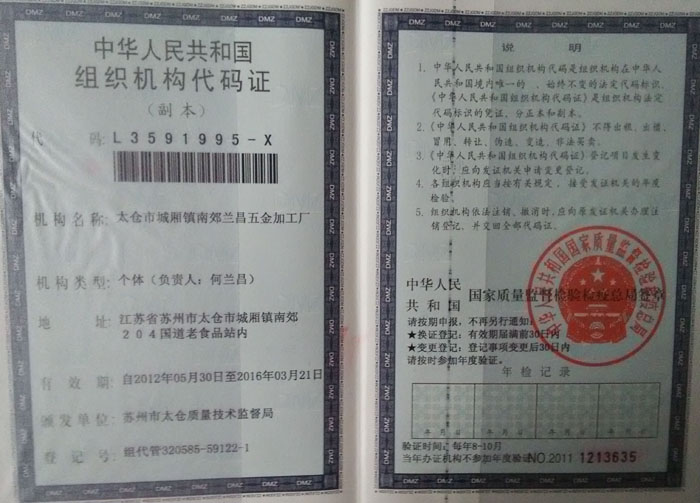 中华人民共和国
组织机构代码证
（副本）
代 码: L3591995-X
机构名称: 太仓市城厢镇南郊兰昌五金加工厂
机构类型: 个体（负责人：何兰昌）
地 址: 江苏省苏州市太仓市城厢镇南郊
204国道老食品站内
有 效 期: 自2012年05月30日至2016年03月21日
颁发单位: 苏州市太仓质量技术监督局
登 记 号: 组代管320585-59122-1
说 明
1. 中华人民共和国组织机构代码是组织机构在中华人
民共和国境内唯一的、始终不变的法定代码标识，
《中华人民共和国组织机构代码证》是组织机构法定
代码标识的凭证，分正本和副本。
2.《中华人民共和国组织机构代码证》不得出租、出借、
冒用、转让、伪造、变造、非法买卖。
3.《中华人民共和国组织机构代码证》登记项目发生变
化时，应向发证机关申请变更登记。
4. 各组织机构应当按有关规定，接受发证机关的年度
检验。
5. 组织机构依法注销、撤消时，应向原发证机关办理注
销登记，并交回全部代码证。
中华人民
共和国 国家质量监督检验检疫总局签章
请按期申报，不再另行通知！
★换证登记：有效期届满前30日内
★变更登记：登记事项变更后30日内
请按时参加年度验证。
年检记录
年 月 日 年 月 日 年 月 日 年 月 日
验证时间：每年8-10月
当年办证机构不参加年度验证 NO.2011 1213635